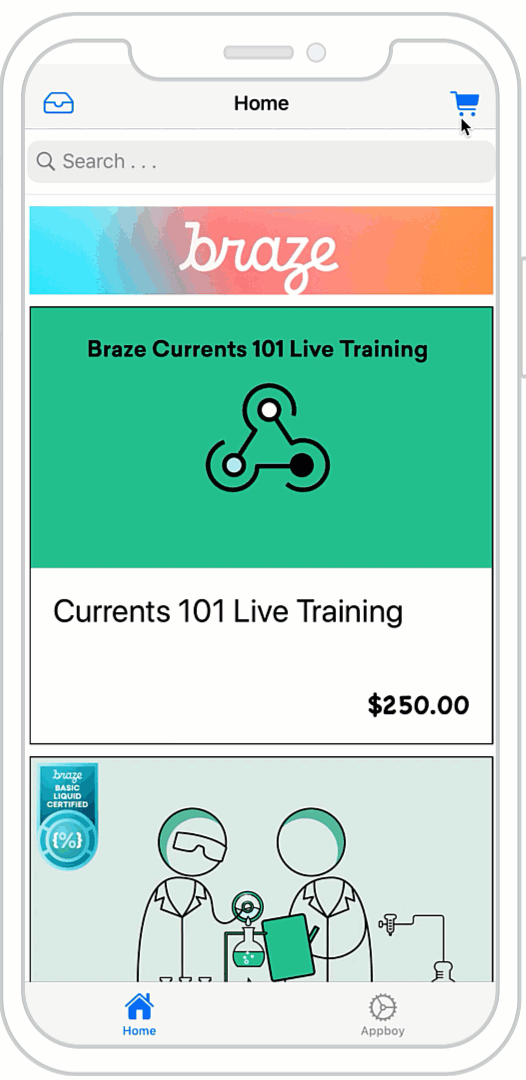 Home
Search . . .
braze
Braze Currents 101 Live Training
Currents 101 Live Training
$250.00
braze
BASIC
LIQUID
CERTIFIED
{%}
Home
Appboy